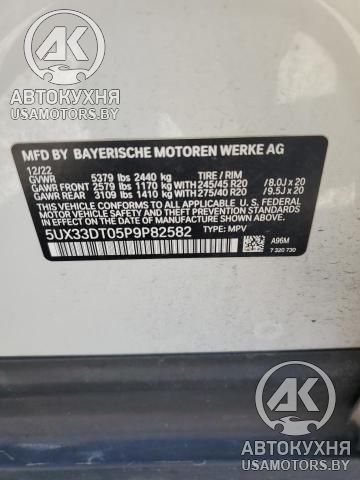 АВТОКУХНЯ
USAMOTORS.BY
MFD BY BAYERISCHE MOTOREN WERKE AG
12/22
GVWR 5379 lbs 2440 kg TIRE / RIM
GAWR FRONT 2579 lbs 1170 kg WITH 245/45 R20 /8.0J x 20
GAWR REAR 3109 lbs 1410 kg WITH 275/40 R20 /9.5J x 20
THIS VEHICLE CONFORMS TO ALL APPLICABLE U.S. FEDERAL
MOTOR VEHICLE SAFETY AND THEFT PREVENTION STANDARDS
IN EFFECT ON THE DATE OF MANUFACTURE SHOWN ABOVE.
5UX33DT05P9P82582 TYPE: MPV
A96M
7 320 730
АВТОКУХНЯ
USAMOTORS.BY